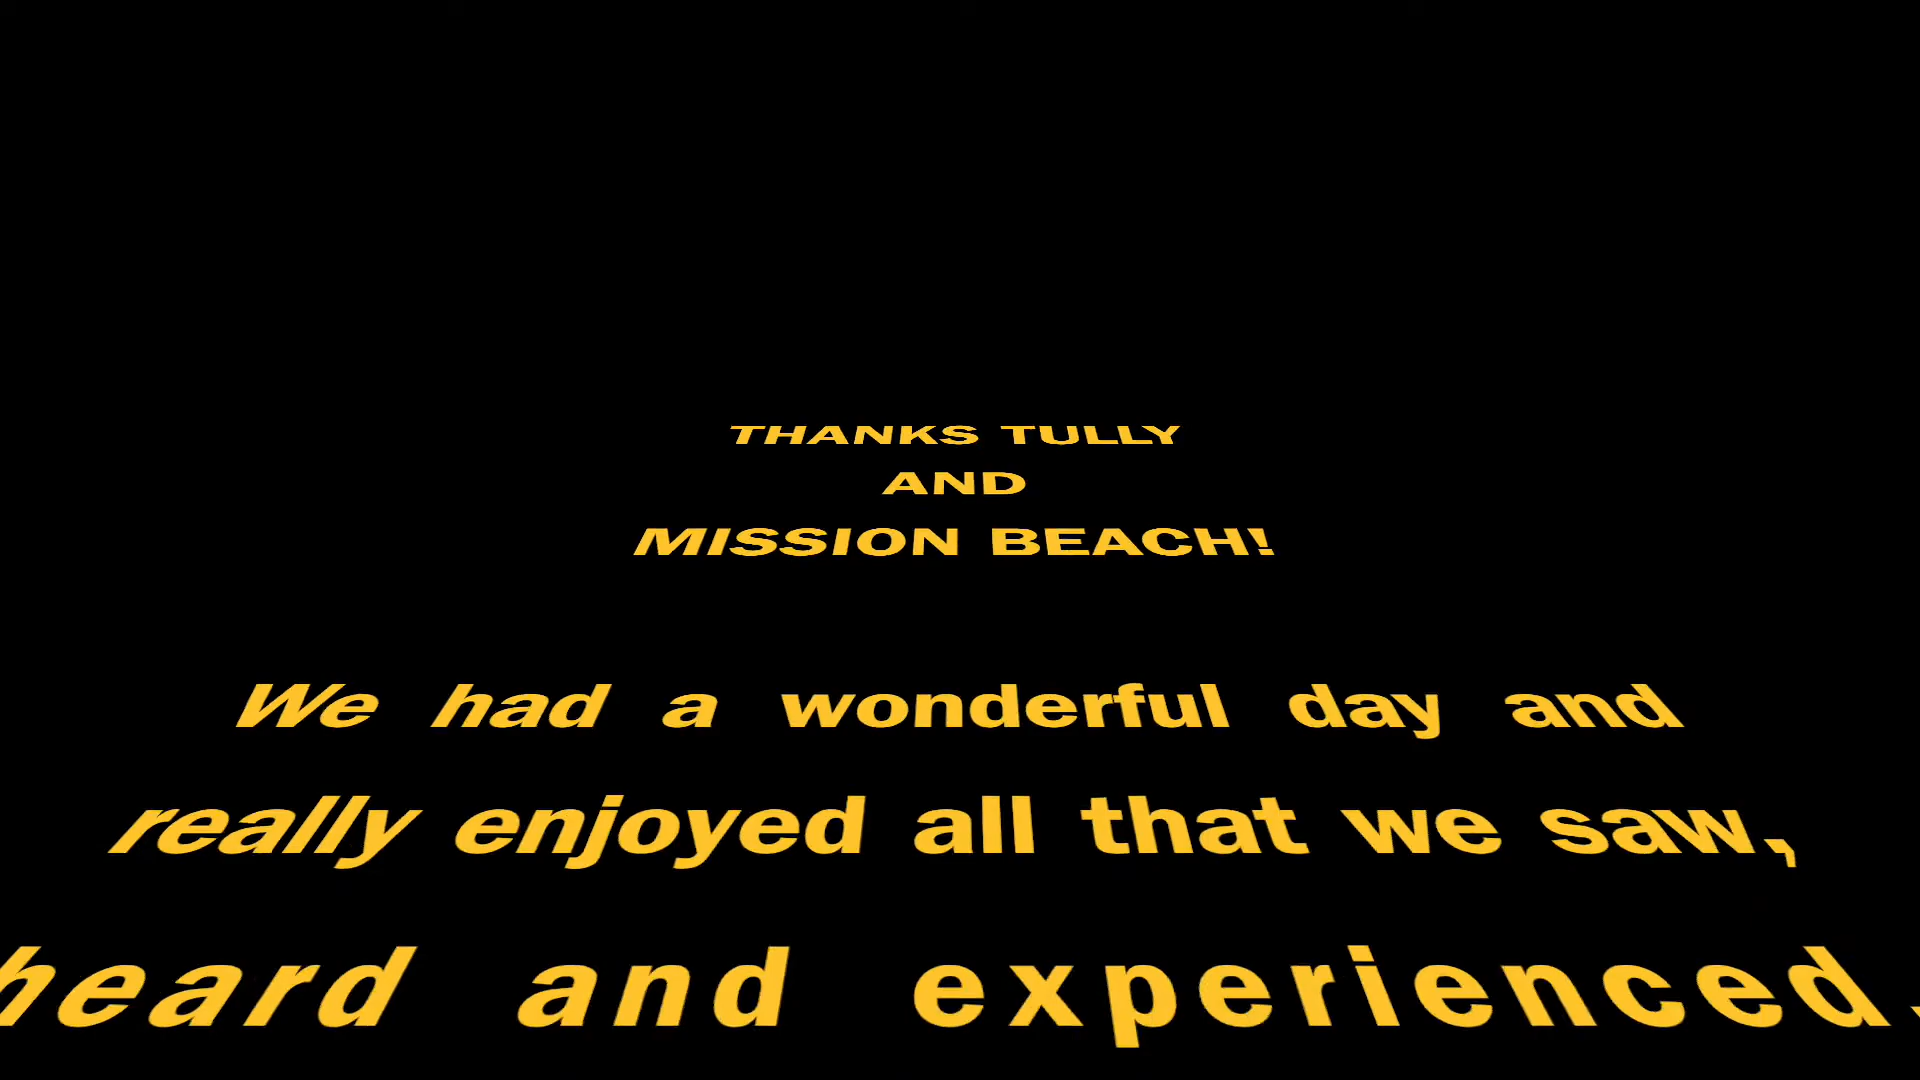 THANKS TULLY
AND
MISSION BEACH!
We had a wonderful day and
really enjoyed all that we saw,
heard and experienced.